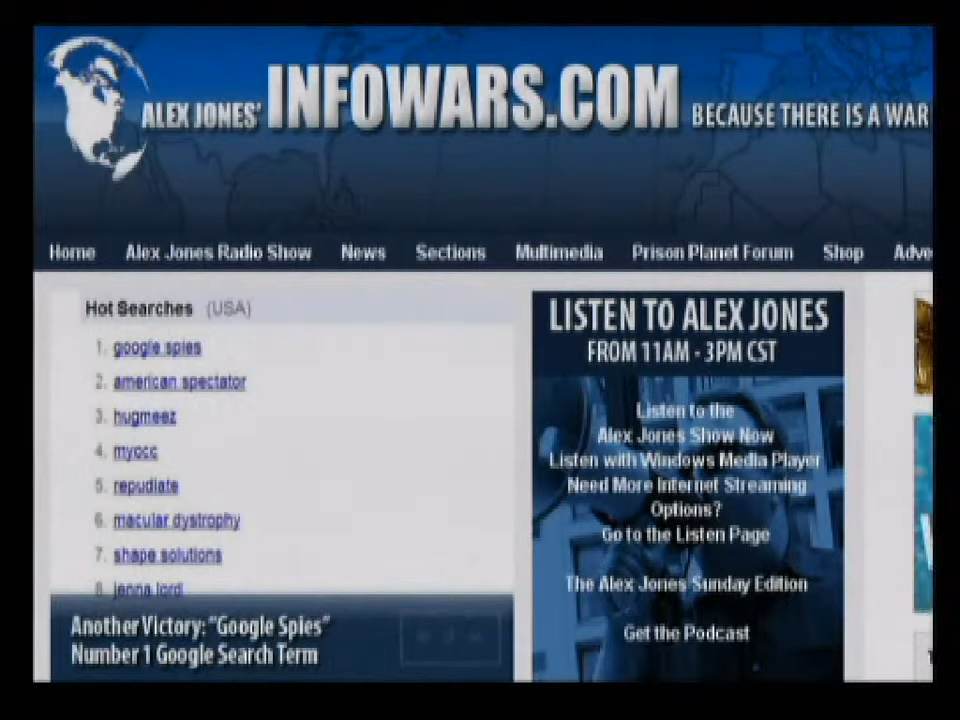 ALEX JONES' INFOWARS.COM BECAUSE THERE IS A WAR
Home Alex Jones Radio Show News Sections Multimedia Prison Planet Forum Shop Adve
Hot Searches (USA)
1. google spies
2. american spectator
3. hugmeez
4. myocc
5. repudiate
6. macular dystrophy
7. shape solutions
8. jenna lord
Another Victory: "Google Spies"
Number 1 Google Search Term
LISTEN TO ALEX JONES
FROM 11AM - 3PM CST
Listen to the
Alex Jones Show Now
Listen with Windows Media Player
Need More Internet Streaming
Options?
Go to the Listen Page
The Alex Jones Sunday Edition
Get the Podcast